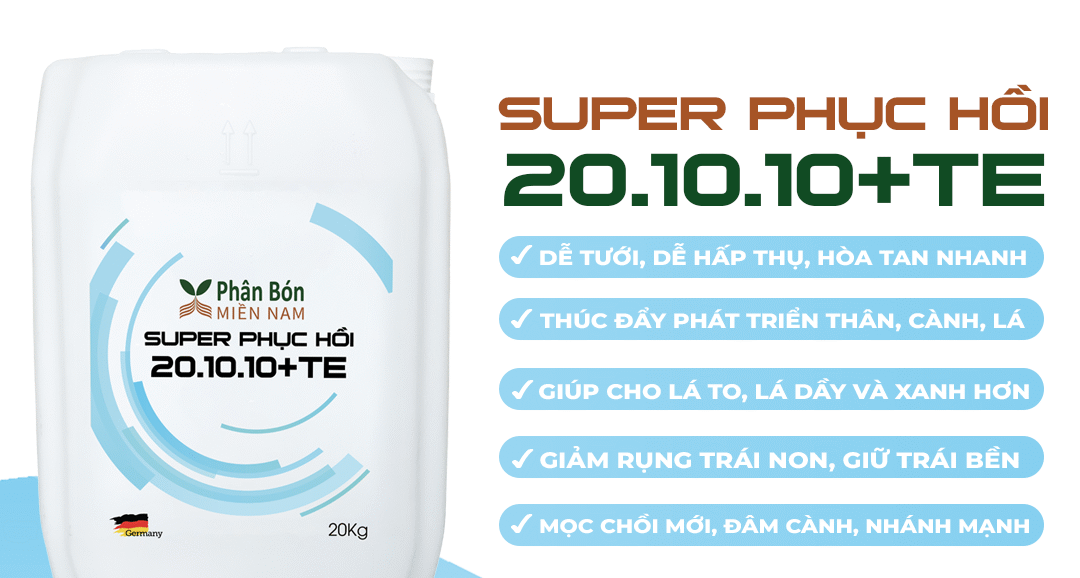 SUPER PHỤC HỒI
20.10.10+TE
✓ DỄ TƯỚI, DỄ HẤP THỤ, HÒA TAN NHANH
✓ THÚC ĐẨY PHÁT TRIỂN THÂN, CÀNH, LÁ
✓ GIÚP CHO LÁ TO, LÁ DẦY VÀ XANH HƠN
✓ GIẢM RỤNG TRÁI NON, GIỮ TRÁI BỀN
✓ MỌC CHỒI MỚI, ĐÂM CÀNH, NHÁNH MẠNH
Phân Bón
MIỀN NAM
SUPER PHỤC HỒI
20.10.10+TE
Germany
20Kg